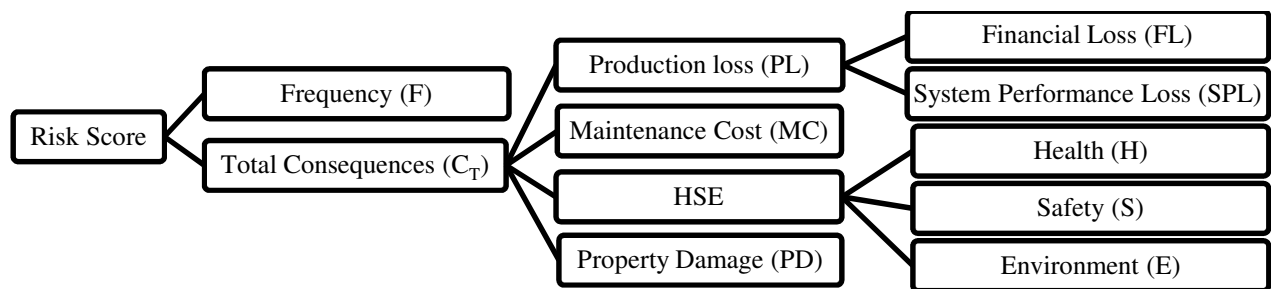 Risk Score
Frequency (F)
Total Consequences (C_T)
Production loss (PL)
Maintenance Cost (MC)
HSE
Property Damage (PD)
Financial Loss (FL)
System Performance Loss (SPL)
Health (H)
Safety (S)
Environment (E)